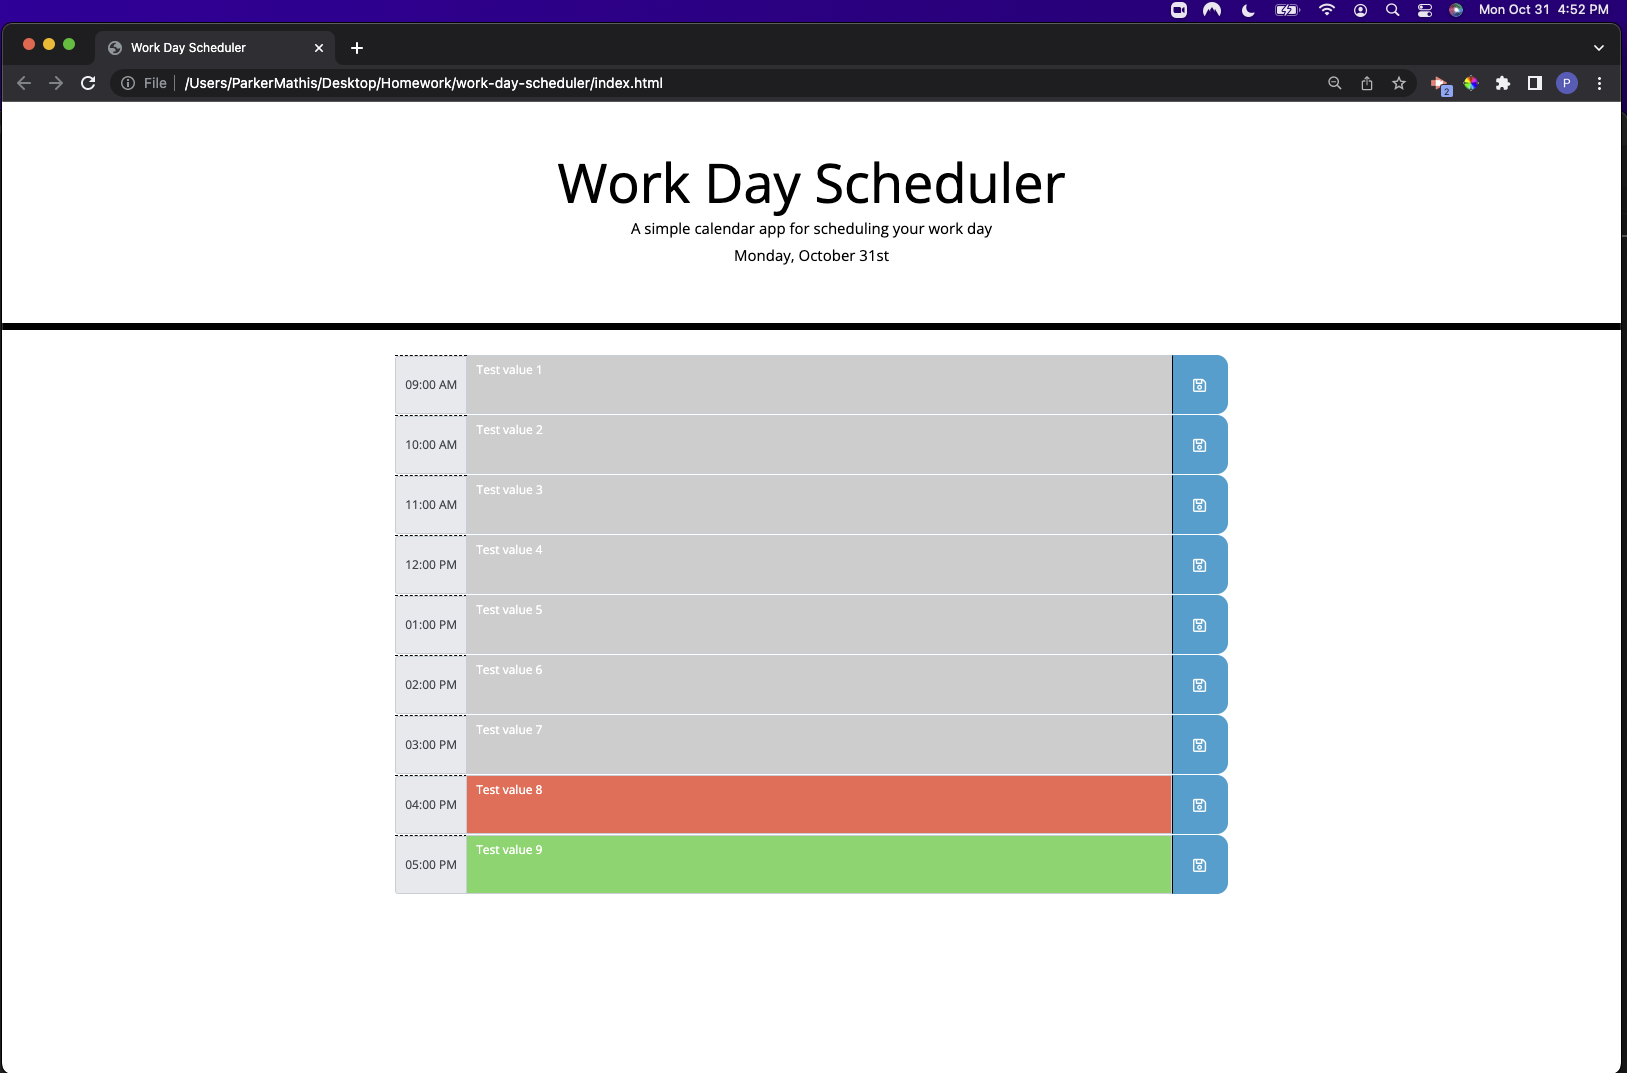 Mon Oct 31 4:52 PM
Work Day Scheduler
File /Users/ParkerMathis/Desktop/Homework/work-day-scheduler/index.html
2
P
Work Day Scheduler
A simple calendar app for scheduling your work day
Monday, October 31st
09:00 AM Test value 1
10:00 AM Test value 2
11:00 AM Test value 3
12:00 PM Test value 4
01:00 PM Test value 5
02:00 PM Test value 6
03:00 PM Test value 7
04:00 PM Test value 8
05:00 PM Test value 9